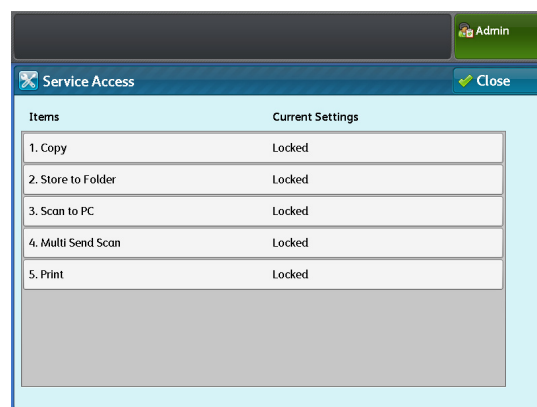 Admin
Service Access
Close
Items Current Settings
1. Copy Locked
2. Store to Folder Locked
3. Scan to PC Locked
4. Multi Send Scan Locked
5. Print Locked